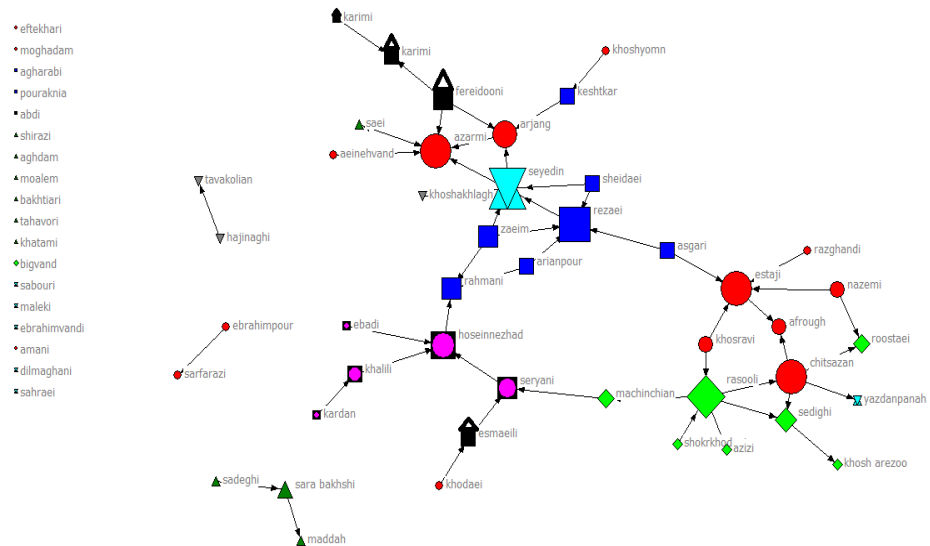 eftekhari
moghadam
agharabi
pouraknia
abdi
shirazi
aghdam
moalem
bakhtiari
tahavori
khatami
bigvand
sabouri
maleki
ebrahimvandi
amani
dilmaghani
sahraei
karimi
karimi
khoshyomn
fereidooni
keshtkar
saei
azarmi
arjang
aeinehvand
seyedin
tavakolian
khoshakhlagh
sheidaei
rezaei
zaeim
hajinaghi
asgari
razghandi
arianpour
rahmani
estaji
nazemi
ebadi
hoseinnezhad
ebrahimpour
afrough
khosravi
roostaei
sarfarazi
khalili
chitsazan
seryani
machinchian
rasooli
yazdanpanah
kardan
sedighi
esmaeili
shokrkhod
azizi
khosh arezoo
sadeghi
sara bakhshi
khodaei
maddah